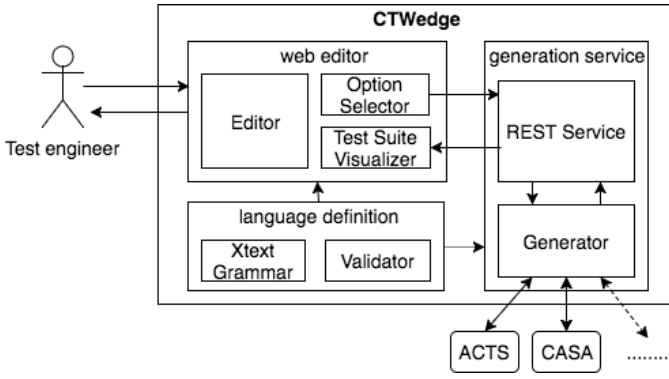 CTWedge
web editor
generation service
Option
Selector
Editor
REST Service
Test Suite
Visualizer
Test engineer
language definition
Xtext
Grammar
Validator
Generator
ACTS
CASA
.........